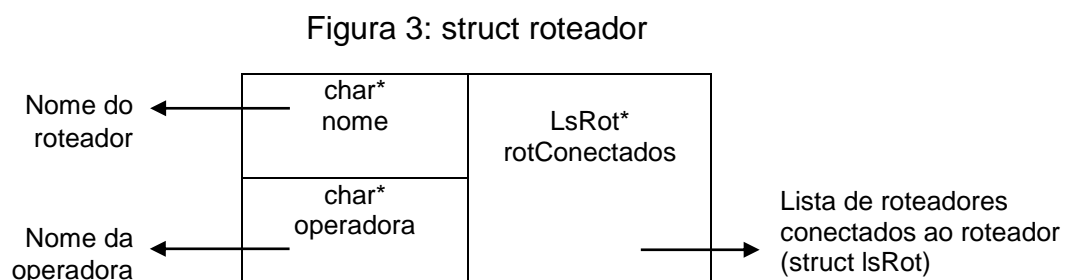 Figura 3: struct roteador
Nome do
roteador
char*
nome
LsRot*
rotConectados
char*
operadora
Nome da
operadora
Lista de roteadores
conectados ao roteador
(struct lsRot)